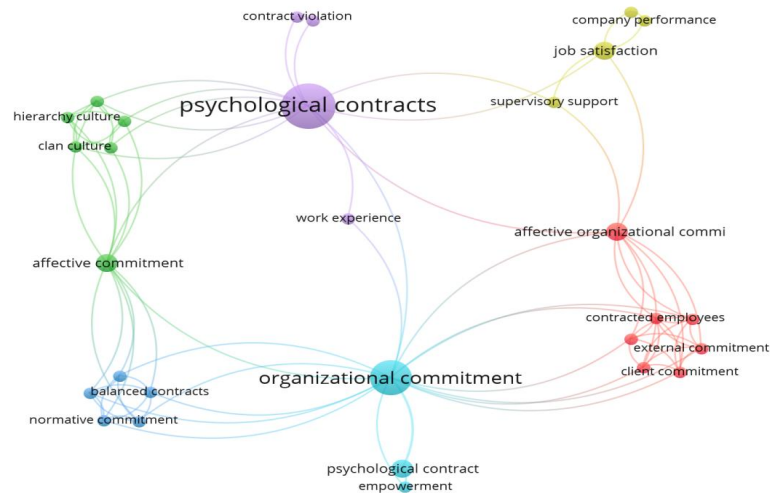 contract violation
company performance
job satisfaction
psychological contracts
supervisory support
hierarchy culture
clan culture
work experience
affective organizational commi
affective commitment
contracted employees
external commitment
client commitment
organizational commitment
balanced contracts
normative commitment
psychological contract
empowerment